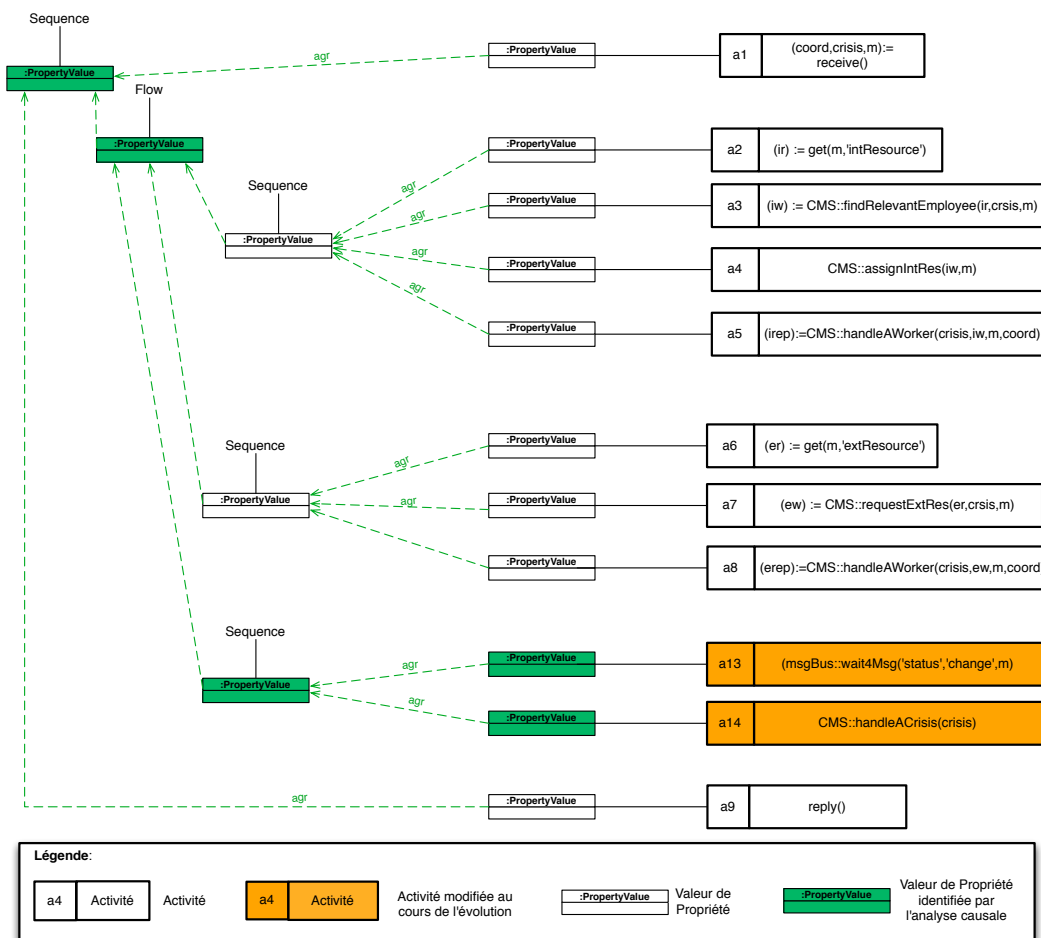 Sequence
:PropertyValue
agr
:PropertyValue
a1
(coord,crisis,m):=
receive()
Flow
:PropertyValue
Sequence
:PropertyValue
agr
:PropertyValue
a2
(ir) := get(m,'intResource')
agr
:PropertyValue
a3
(iw) := CMS::findRelevantEmployee(ir,crsis,m)
agr
:PropertyValue
a4
CMS::assignIntRes(iw,m)
agr
:PropertyValue
a5
(irep):=CMS::handleAWorker(crisis,iw,m,coord)
Sequence
:PropertyValue
agr
:PropertyValue
a6
(er) := get(m,'extResource')
agr
:PropertyValue
a7
(ew) := CMS::requestExtRes(er,crsis,m)
agr
:PropertyValue
a8
(erep):=CMS::handleAWorker(crisis,ew,m,coord
Sequence
:PropertyValue
agr
:PropertyValue
a13
(msgBus::wait4Msg('status','change',m)
agr
:PropertyValue
a14
CMS::handleACrisis(crisis)
agr
:PropertyValue
a9
reply()
Légende:
a4
Activité
Activité
a4
Activité
Activité modifiée au
cours de l'évolution
:PropertyValue
Valeur de
Propriété
:PropertyValue
Valeur de Propriété
identifiée par
l'analyse causale